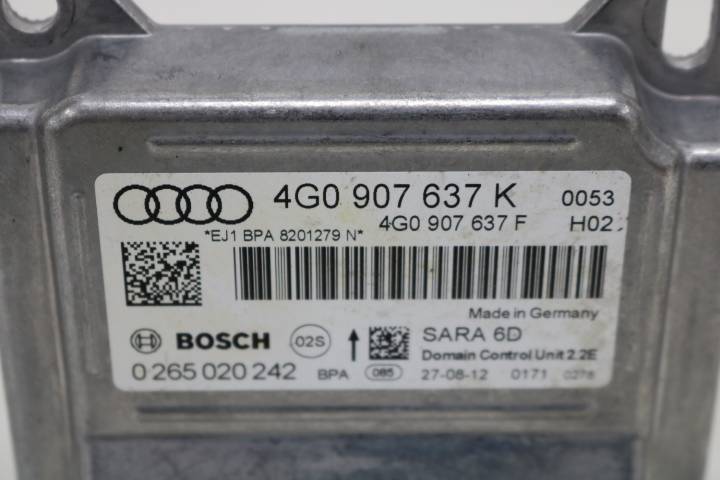 4G0 907 637 K 0053
4G0 907 637 F H02
*EJ1 BPA 8201279 N*
Made in Germany
BOSCH 02S SARA 6D
Domain Control Unit 2.2E
0 265 020 242 BPA 085 27-08-12 0171 0278